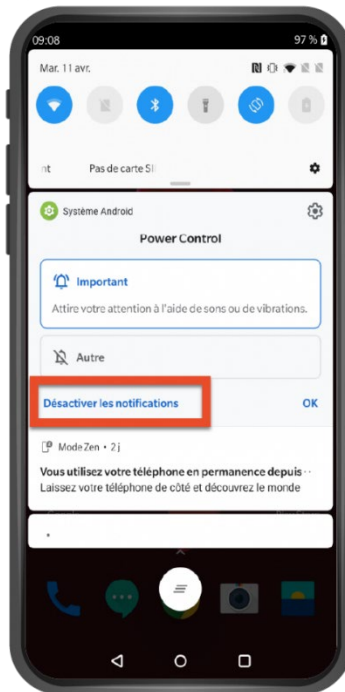 09:08 97 %
Mar. 11 avr.
nt Pas de carte SI
Système Android
Power Control
Important
Attire votre attention à l'aide de sons ou de vibrations.
Autre
Désactiver les notifications OK
Mode Zen • 2 j
Vous utilisez votre téléphone en permanence depuis ··
Laissez votre téléphone de côté et découvrez le monde